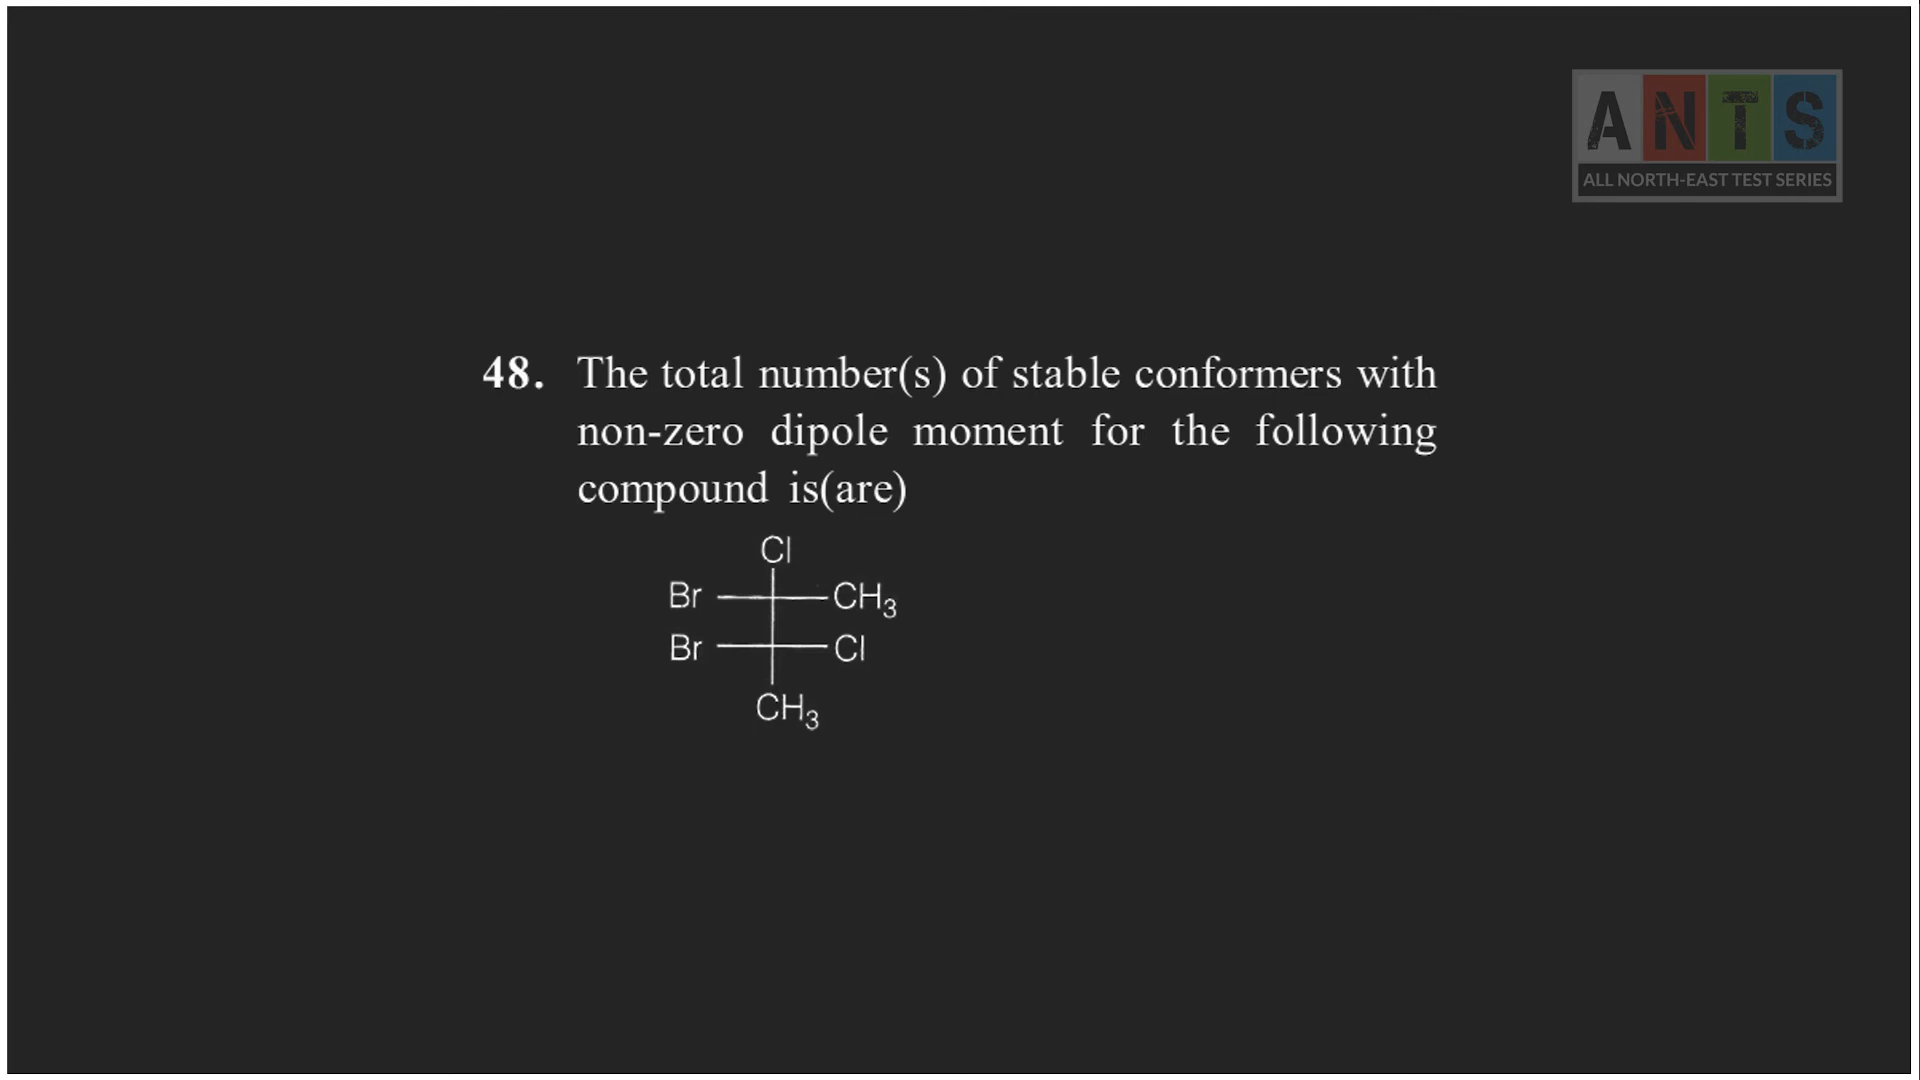 ANTS
ALL NORTH-EAST TEST SERIES
48. The total number(s) of stable conformers with
non-zero dipole moment for the following
compound is(are)
Cl
Br CH3
Br Cl
CH3